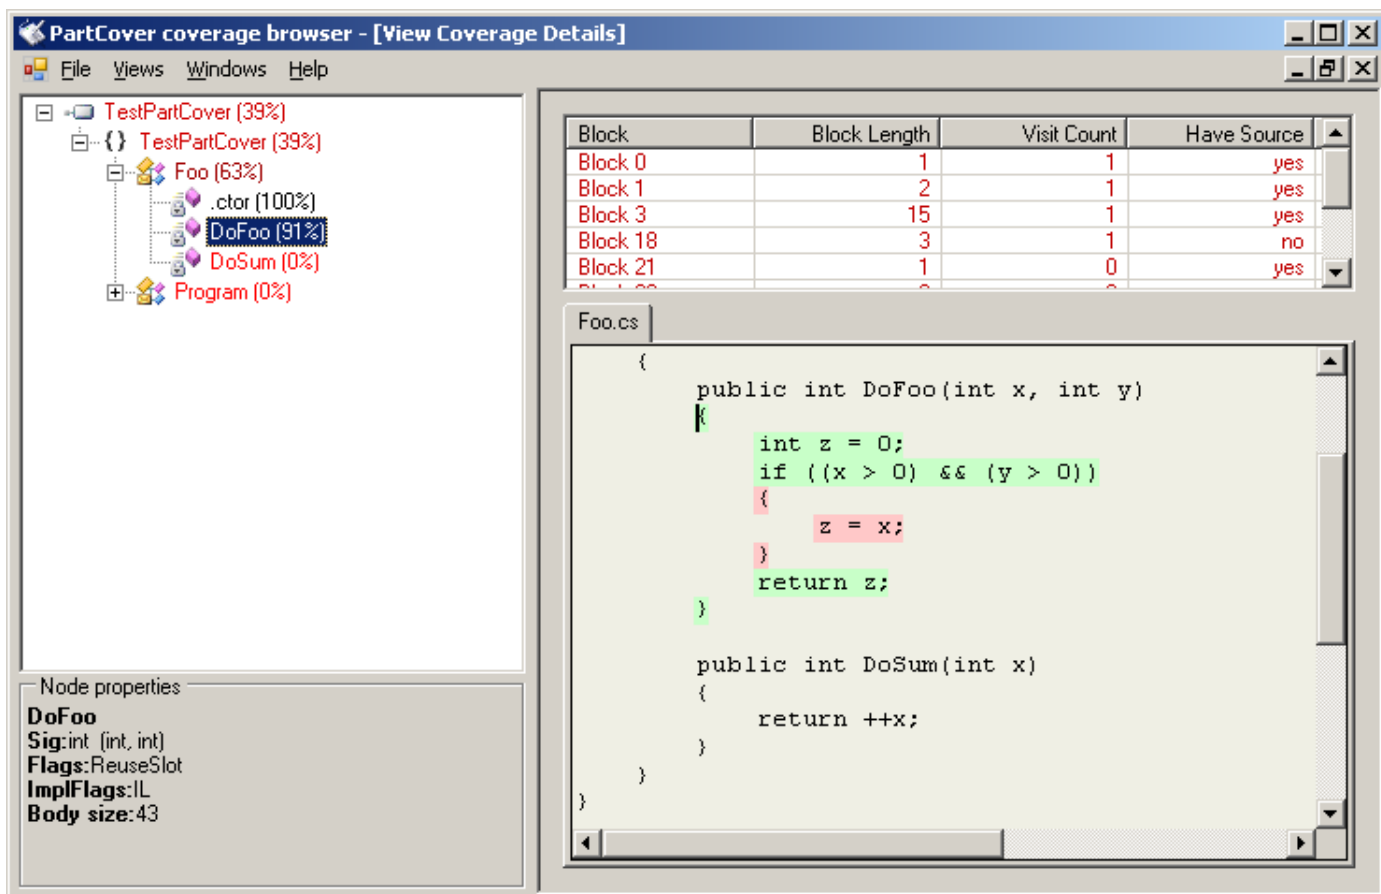 PartCover coverage browser - [View Coverage Details]
File Views Windows Help
TestPartCover (39%)
{} TestPartCover (39%)
Foo (63%)
.ctor (100%)
DoFoo (91%)
DoSum (0%)
Program (0%)
Node properties
DoFoo
Sig:int (int, int)
Flags:ReuseSlot
ImplFlags:IL
Body size:43
Block Block Length Visit Count Have Source
Block 0 1 1 yes
Block 1 2 1 yes
Block 3 15 1 yes
Block 18 3 1 no
Block 21 1 0 yes
Foo.cs
{
public int DoFoo(int x, int y)
{
int z = 0;
if ((x > 0) && (y > 0))
{
z = x;
}
return z;
}
public int DoSum(int x)
{
return ++x;
}
}
}